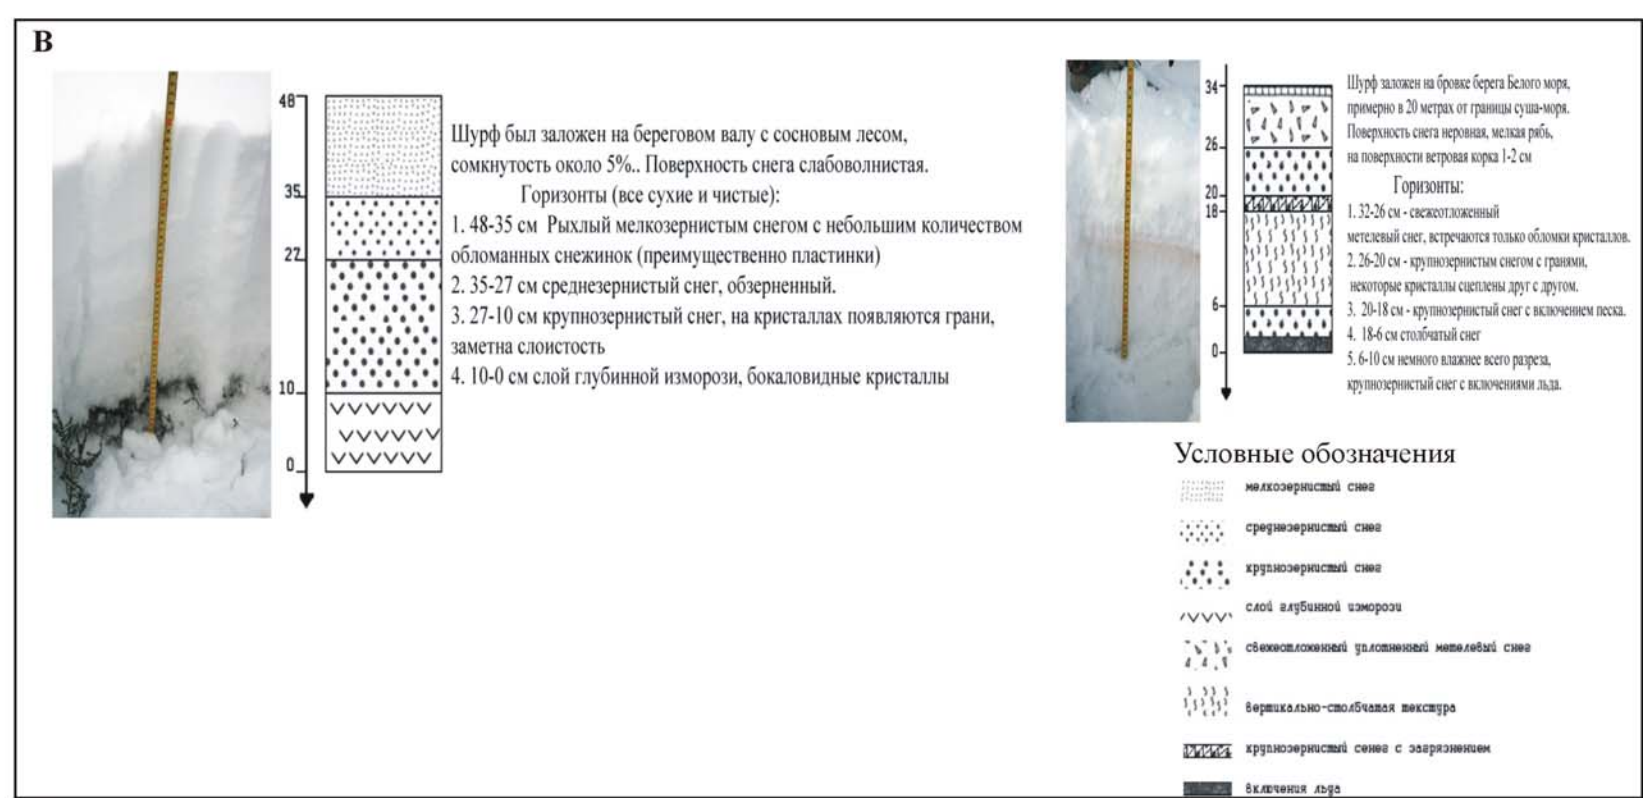 В
48
35
27
10
0
Шурф был заложен на береговом валу с сосновым лесом,
сомкнутость около 5%.. Поверхность снега слабоволнистая.
Горизонты (все сухие и чистые):
1. 48-35 см Рыхлый мелкозернистым снегом с небольшим количеством
обломанных снежинок (преимущественно пластинки)
2. 35-27 см среднезернистый снег, обзерненный.
3. 27-10 см крупнозернистый снег, на кристаллах появляются грани,
заметна слоистость
4. 10-0 см слой глубинной изморози, бокаловидные кристаллы
34
26
20
18
6
0
Шурф заложен на бровке берега Белого моря,
примерно в 20 метрах от границы суша-моря.
Поверхность снега неровная, мелкая рябь,
на поверхности ветровая корка 1-2 см
Горизонты:
1. 32-26 см - свежеотложенный
метелевый снег, встречаются только обломки кристаллов.
2. 26-20 см - крупнозернистым снегом с гранями,
некоторые кристаллы сцеплены друг с другом.
3. 20-18 см - крупнозернистый снег с включением песка.
4. 18-6 см столбчатый снег
5. 6-10 см немного влажнее всего разреза,
крупнозернистый снег с включениями льда.
Условные обозначения
мелкозернистый снег
среднезернистый снег
крупнозернистый снег
слой глубинной изморози
свежеотложенный уплотненный метелевый снег
вертикально-столбчатая текстура
крупнозернистый сенег с загрязнением
включения льда